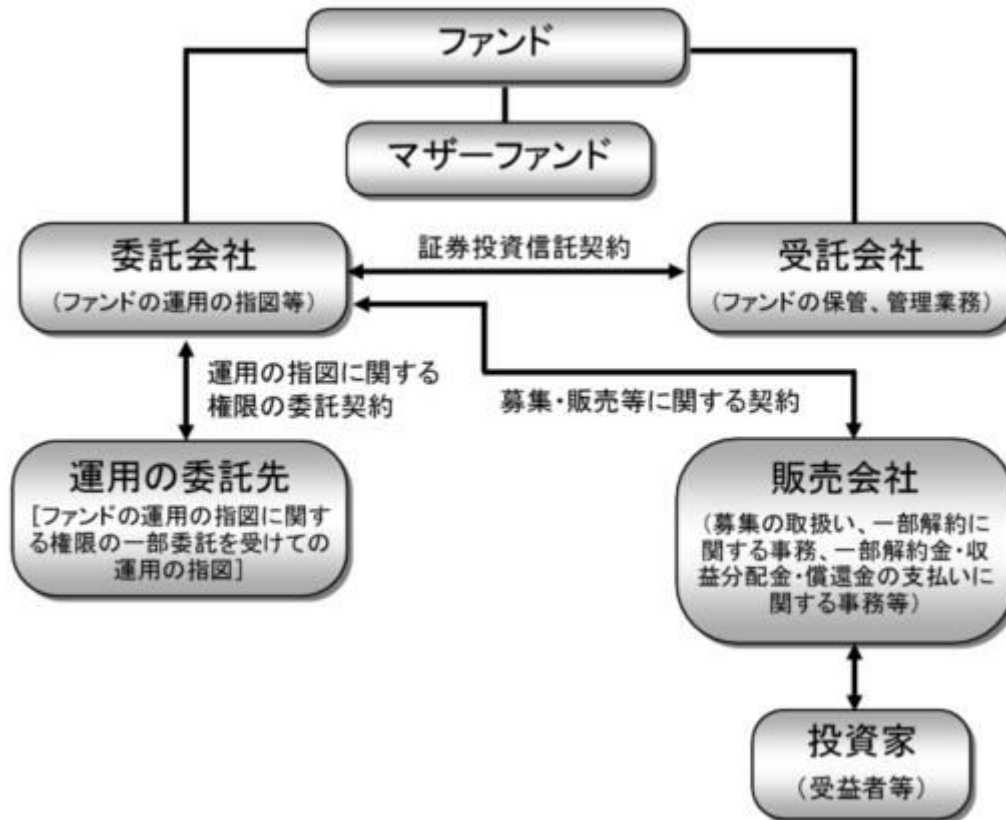 ファンド
マザーファンド
委託会社
(ファンドの運用の指図等)
証券投資信託契約
受託会社
(ファンドの保管、管理業務)
運用の指図に関する
権限の委託契約
募集・販売等に関する契約
運用の委託先
[ファンドの運用の指図に関す
る権限の一部委託を受けての
運用の指図]
販売会社
(募集の取扱い、一部解約に
関する事務、一部解約金・収
益分配金・償還金の支払いに
関する事務等)
投資家
(受益者等)